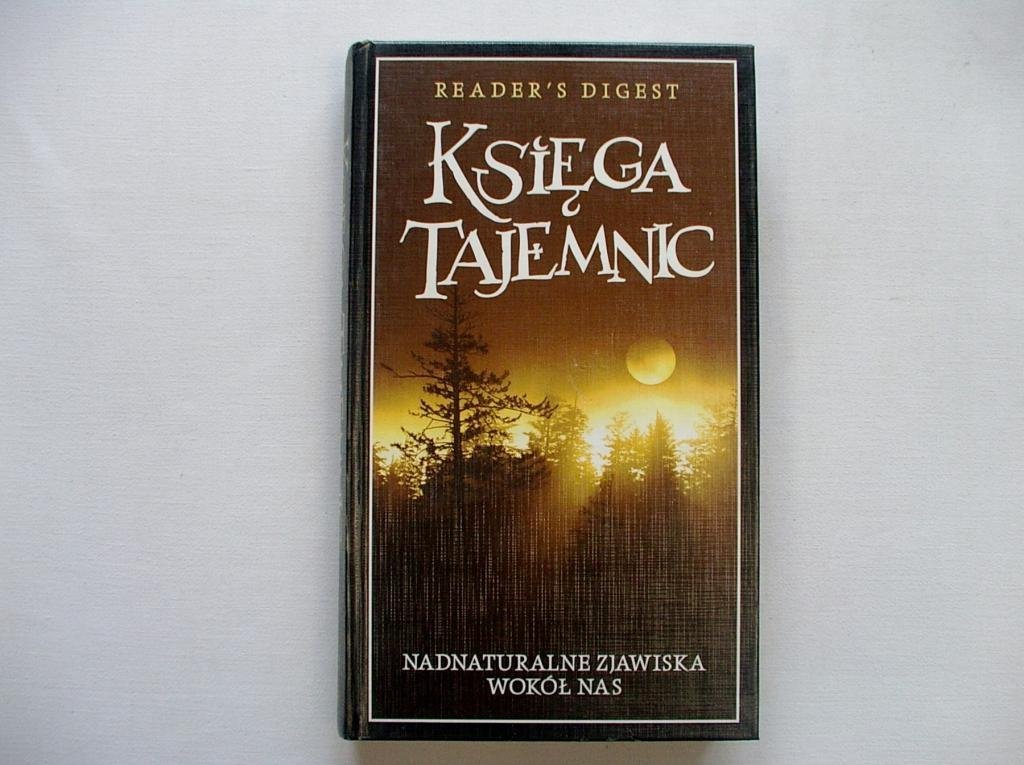 READER'S DIGEST
KSIĘGA
TAJEMNIC
NADNATURALNE ZJAWISKA
WOKÓŁ NAS